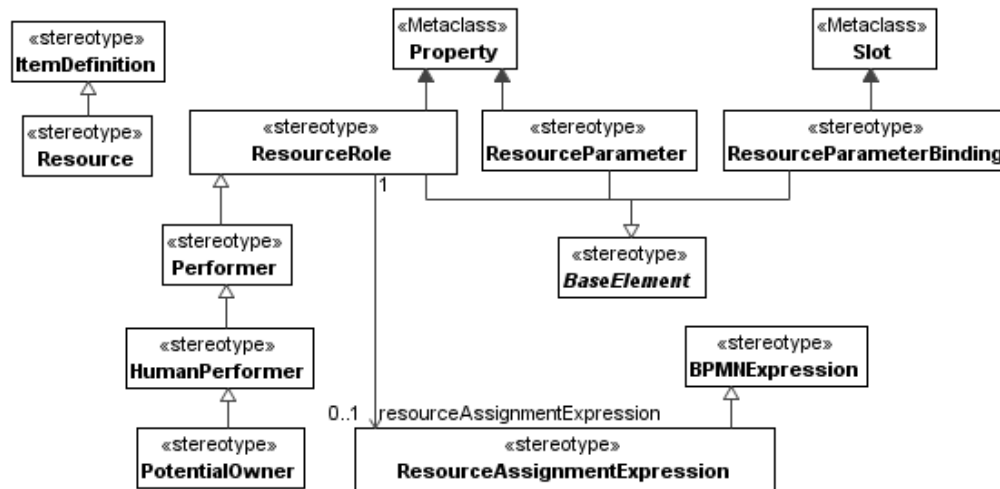 «stereotype»
ItemDefinition
«stereotype»
Resource
«Metaclass»
Property
«Metaclass»
Slot
«stereotype»
ResourceRole
«stereotype»
ResourceParameter
«stereotype»
ResourceParameterBinding
1
«stereotype»
Performer
«stereotype»
BaseElement
«stereotype»
HumanPerformer
«stereotype»
BPMNExpression
0..1
resourceAssignmentExpression
«stereotype»
PotentialOwner
«stereotype»
ResourceAssignmentExpression